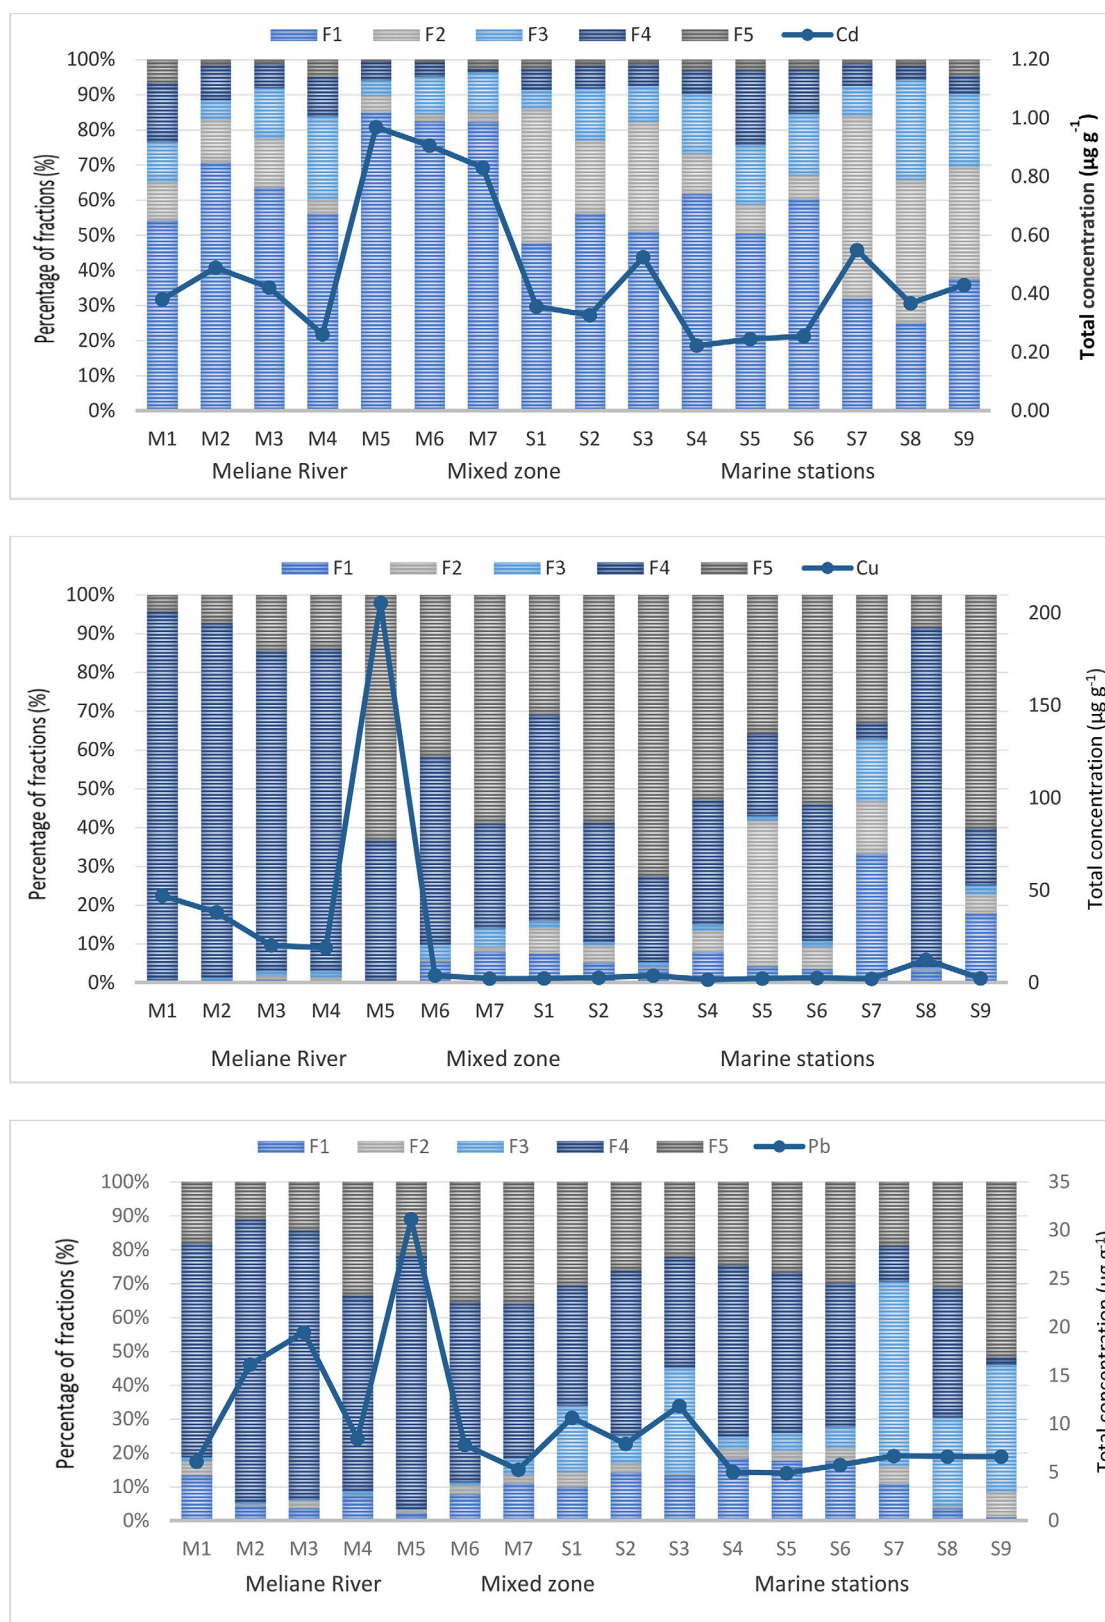 F1 F2 F3 F4 F5 Cd
100% 1.20
90%
80% 1.00
70% 0.80
60%
50% 0.60
40% 0.40
30%
20% 0.20
10%
0% 0.00
Percentage of fractions (%)
Total concentration (µg g⁻¹)
M1 M2 M3 M4 M5 M6 M7 S1 S2 S3 S4 S5 S6 S7 S8 S9
Meliane River Mixed zone Marine stations
F1 F2 F3 F4 F5 Cu
100% 200
90%
80%
70% 150
60%
50% 100
40%
30%
20% 50
10%
0% 0
Percentage of fractions (%)
Total concentration (µg g⁻¹)
M1 M2 M3 M4 M5 M6 M7 S1 S2 S3 S4 S5 S6 S7 S8 S9
Meliane River Mixed zone Marine stations
F1 F2 F3 F4 F5 Pb
100% 35
90% 30
80%
70% 25
60% 20
50%
40% 15
30% 10
20%
10% 5
0% 0
Percentage of fractions (%)
Total concentration (µg g⁻¹)
M1 M2 M3 M4 M5 M6 M7 S1 S2 S3 S4 S5 S6 S7 S8 S9
Meliane River Mixed zone Marine stations